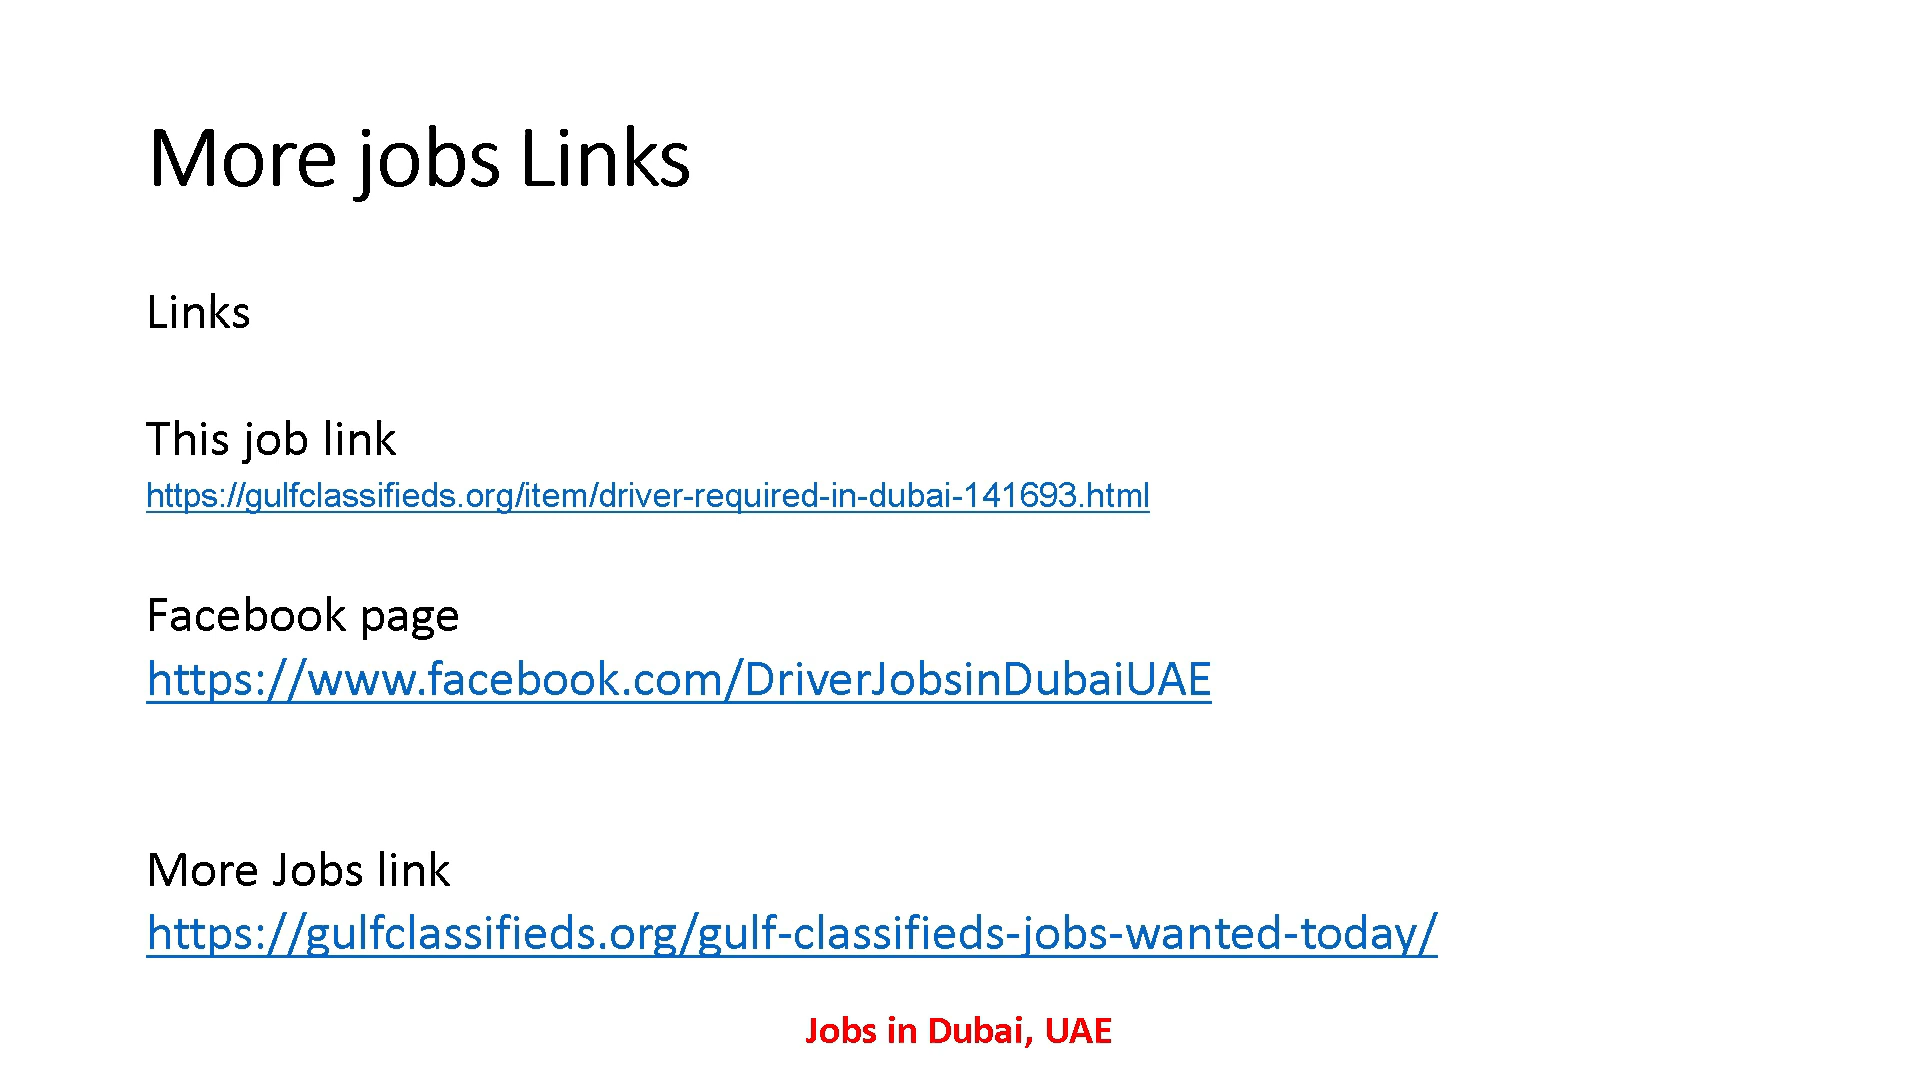 More jobs Links
Links
This job link
https://gulfclassifieds.org/item/driver-required-in-dubai-141693.html
Facebook page
https://www.facebook.com/DriverJobsinDubaiUAE
More Jobs link
https://gulfclassifieds.org/gulf-classifieds-jobs-wanted-today/
Jobs in Dubai, UAE